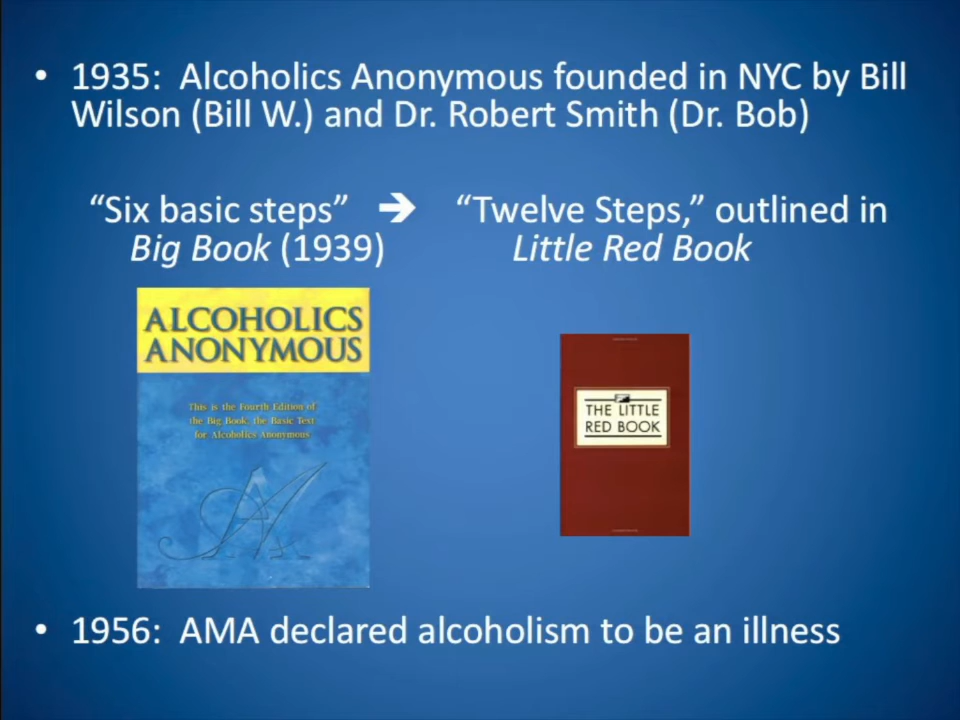 • 1935:  Alcoholics Anonymous founded in NYC by Bill
Wilson (Bill W.) and Dr. Robert Smith (Dr. Bob)
“Six basic steps” ➔ “Twelve Steps,” outlined in
Big Book (1939) Little Red Book
ALCOHOLICS
ANONYMOUS
This is the Fourth Edition of
the Big Book, the Basic Text
for Alcoholics Anonymous
AA
THE LITTLE
RED BOOK
• 1956:  AMA declared alcoholism to be an illness